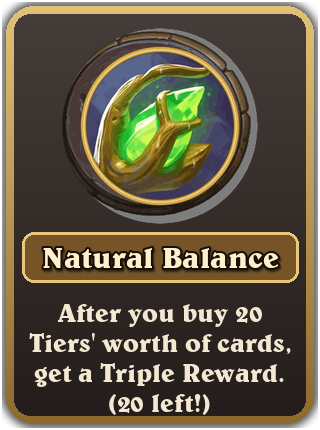 Natural Balance
After you buy 20
Tiers' worth of cards,
get a Triple Reward.
(20 left!)